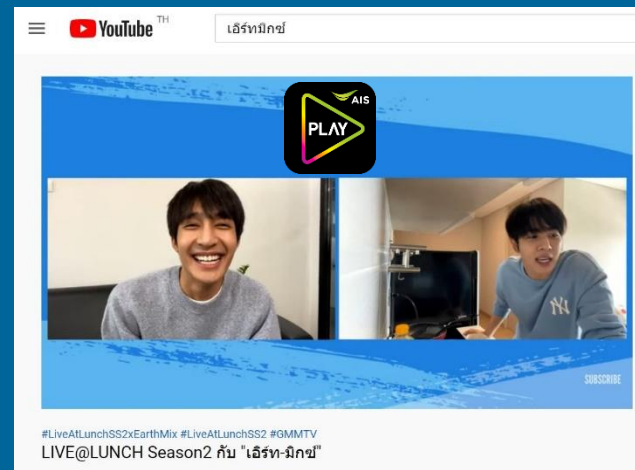 YouTube TH
เอิร์ทมิกซ์
AIS
PLAY
NY
SUBSCRIBE
#LiveAtLunchSS2xEarthMix #LiveAtLunchSS2 #GMMTV
LIVE@LUNCH Season2 กับ "เอิร์ท-มิกซ์"